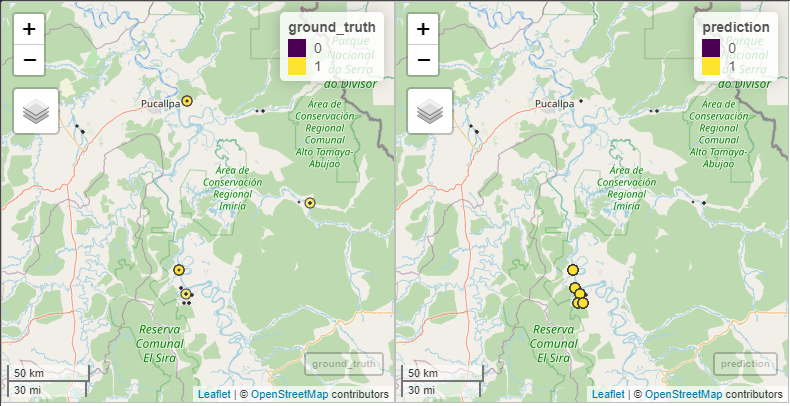 +
−
ground_truth
0
1
Parque
Nacional
da Serra
do Divisor
Pucallpa
Área de
Conservación
Regional
Comunal
Alto Tamaya-
Abujao
Área de
Conservación
Regional
Imiria
Reserva
Comunal
El Sira
50 km
30 mi
ground_truth
Leaflet | © OpenStreetMap contributors
+
−
prediction
0
1
Parque
Nacional
da Serra
do Divisor
Pucallpa
Área de
Conservación
Regional
Comunal
Alto Tamaya-
Abujao
Área de
Conservación
Regional
Imiria
Reserva
Comunal
El Sira
50 km
30 mi
prediction
Leaflet | © OpenStreetMap contributors